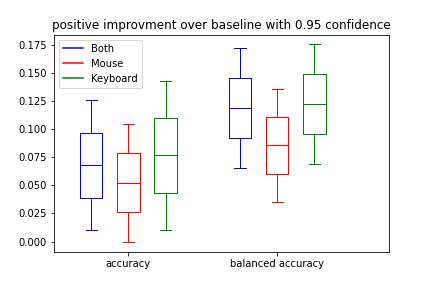 positive improvment over baseline with 0.95 confidence
0.175
0.150
0.125
0.100
0.075
0.050
0.025
0.000
Both
Mouse
Keyboard
accuracy
balanced accuracy